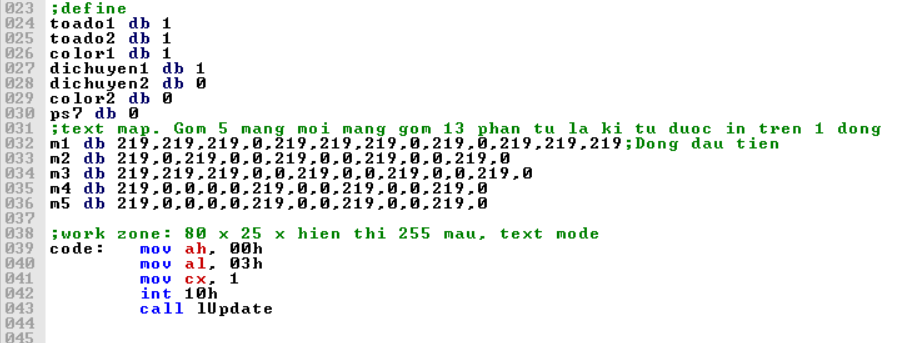 023 ;define
024 toado1 db 1
025 toado2 db 1
026 color1 db 1
027 dichuyen1 db 1
028 dichuyen2 db 0
029 color2 db 0
030 ps7 db 0
031 ;text map. Gom 5 mang moi mang gom 13 phan tu la ki tu duoc in tren 1 dong
032 m1 db 219,219,219,0,219,219,219,0,219,0,219,219,219;Dong dau tien
033 m2 db 219,0,219,0,0,219,0,0,219,0,0,219,0
034 m3 db 219,219,219,0,0,219,0,0,219,0,0,219,0
035 m4 db 219,0,0,0,0,219,0,0,219,0,0,219,0
036 m5 db 219,0,0,0,0,219,0,0,219,0,0,219,0
037
038 ;work zone: 80 x 25 x hien thi 255 mau, text mode
039 code: mov ah, 00h
040 mov al, 03h
041 mov cx, 1
042 int 10h
043 call lUpdate
044
045